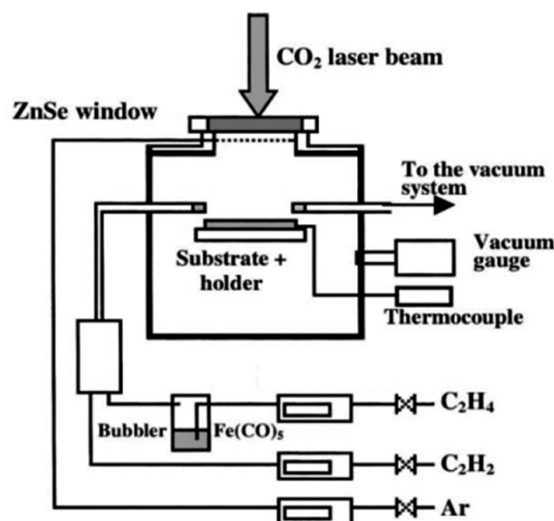 CO₂ laser beam
ZnSe window
To the vacuum
system
Substrate +
holder
Vacuum
gauge
Thermocouple
Bubbler
Fe(CO)₅
C₂H₄
C₂H₂
Ar